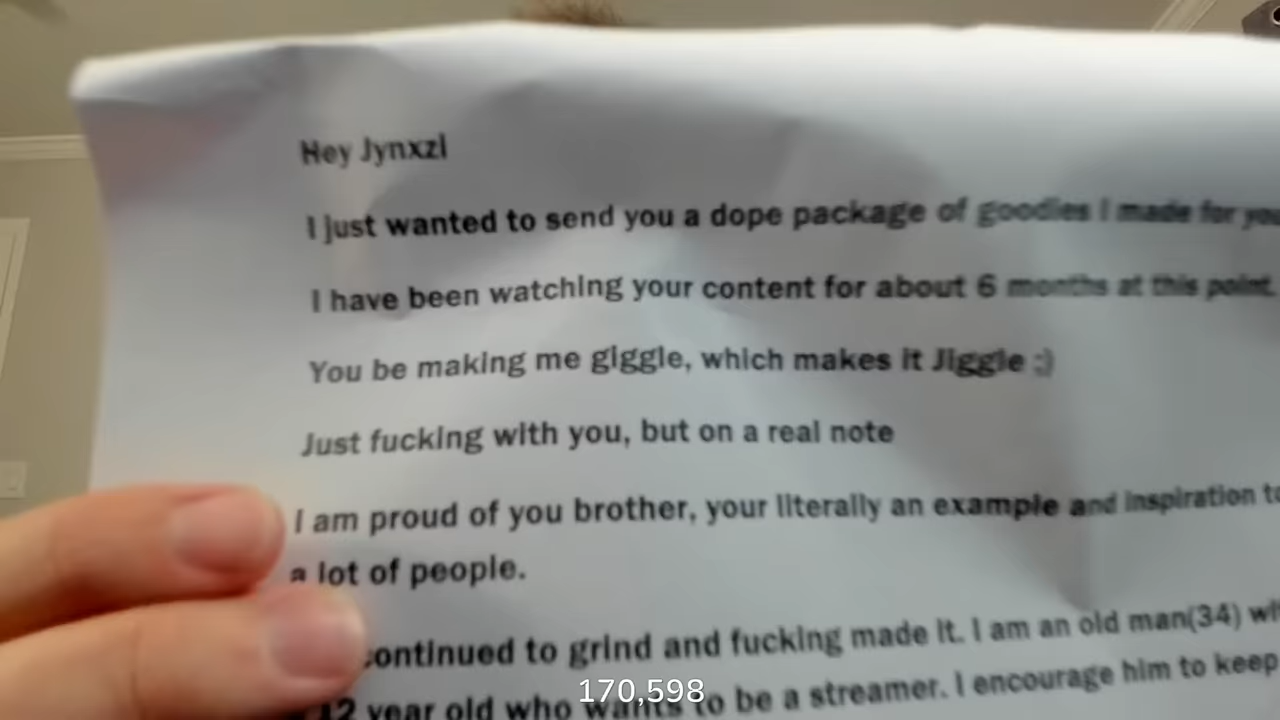 Hey Jynxzi
I just wanted to send you a dope package of goodies I made for you
I have been watching your content for about 6 months at this point.
You be making me giggle, which makes it Jiggle ;)
Just fucking with you, but on a real note
I am proud of you brother, your literally an example and inspiration to
a lot of people.
continued to grind and fucking made it. I am an old man(34)
12 year old who wants to be a streamer. I encourage him to keep
170,598